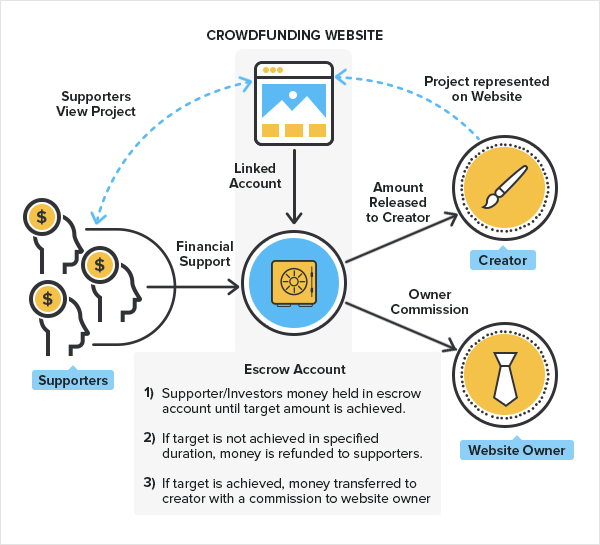 CROWDFUNDING WEBSITE
Supporters
View Project
Project represented
on Website
Linked
Account
Amount
Released
to Creator
Financial
Support
$
$
$
Creator
Owner
Commission
Supporters
Escrow Account
1) Supporter/Investors money held in escrow
account until target amount is achieved.
2) If target is not achieved in specified
duration, money is refunded to supporters.
3) If target is achieved, money transferred to
creator with a commission to website owner
Website Owner